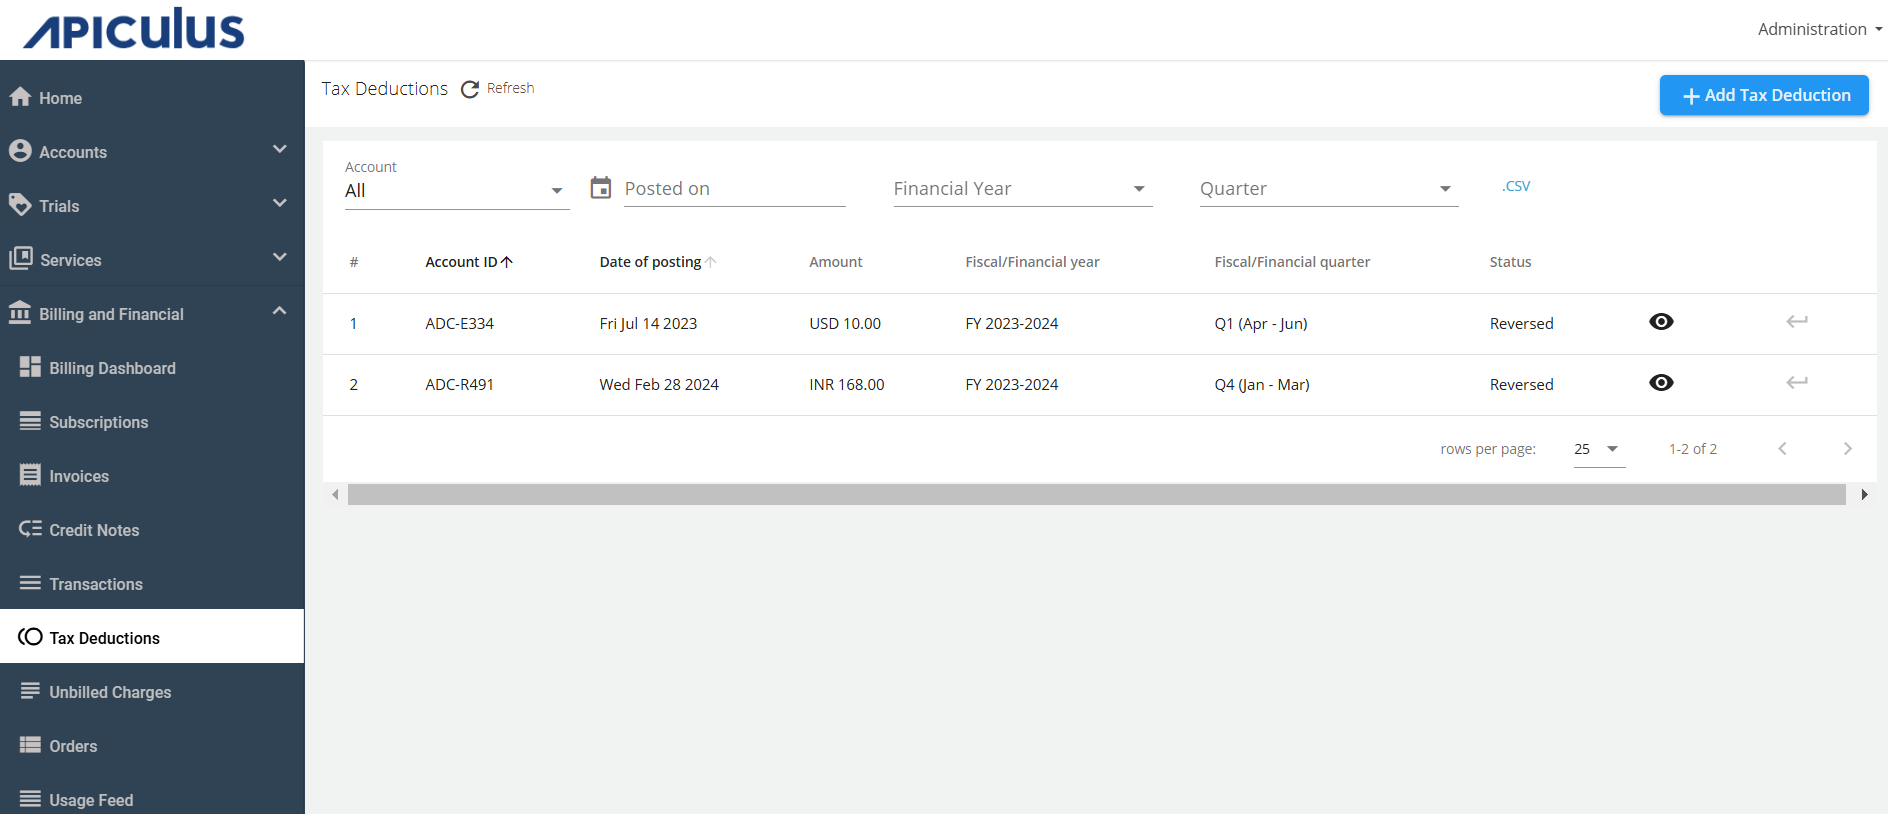 APICULUS
Administration
Home
Accounts
Trials
Services
Billing and Financial
Billing Dashboard
Subscriptions
Invoices
Credit Notes
Transactions
Tax Deductions
Unbilled Charges
Orders
Usage Feed
Tax Deductions Refresh
Add Tax Deduction
Account
All Posted on Financial Year Quarter .CSV
# Account ID Date of posting Amount Fiscal/Financial year Fiscal/Financial quarter Status
1 ADC-E334 Fri Jul 14 2023 USD 10.00 FY 2023-2024 Q1 (Apr - Jun) Reversed
2 ADC-R491 Wed Feb 28 2024 INR 168.00 FY 2023-2024 Q4 (Jan - Mar) Reversed
rows per page: 25 1-2 of 2